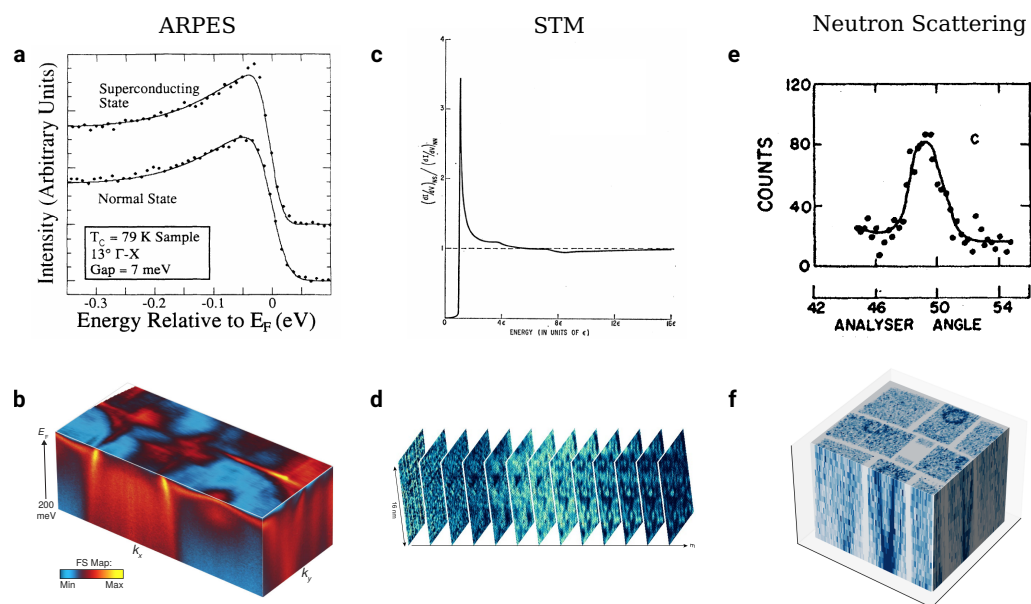 ARPES
STM
Neutron Scattering
a
Intensity (Arbitrary Units)
Superconducting
State
Normal State
T_C = 79 K Sample
13° Γ-X
Gap = 7 meV
-0.3 -0.2 -0.1 0 0.1
Energy Relative to E_F (eV)
c
4
3
2
1
0 4ϵ 8ϵ 12ϵ 16ϵ
ENERGY (IN UNITS OF ϵ)
e
120
80
40
0
COUNTS
C
42 46 50 54
ANALYSER ANGLE
b
E_F
200
meV
k_x
k_y
FS Map:
Min Max
d
16 nm
f